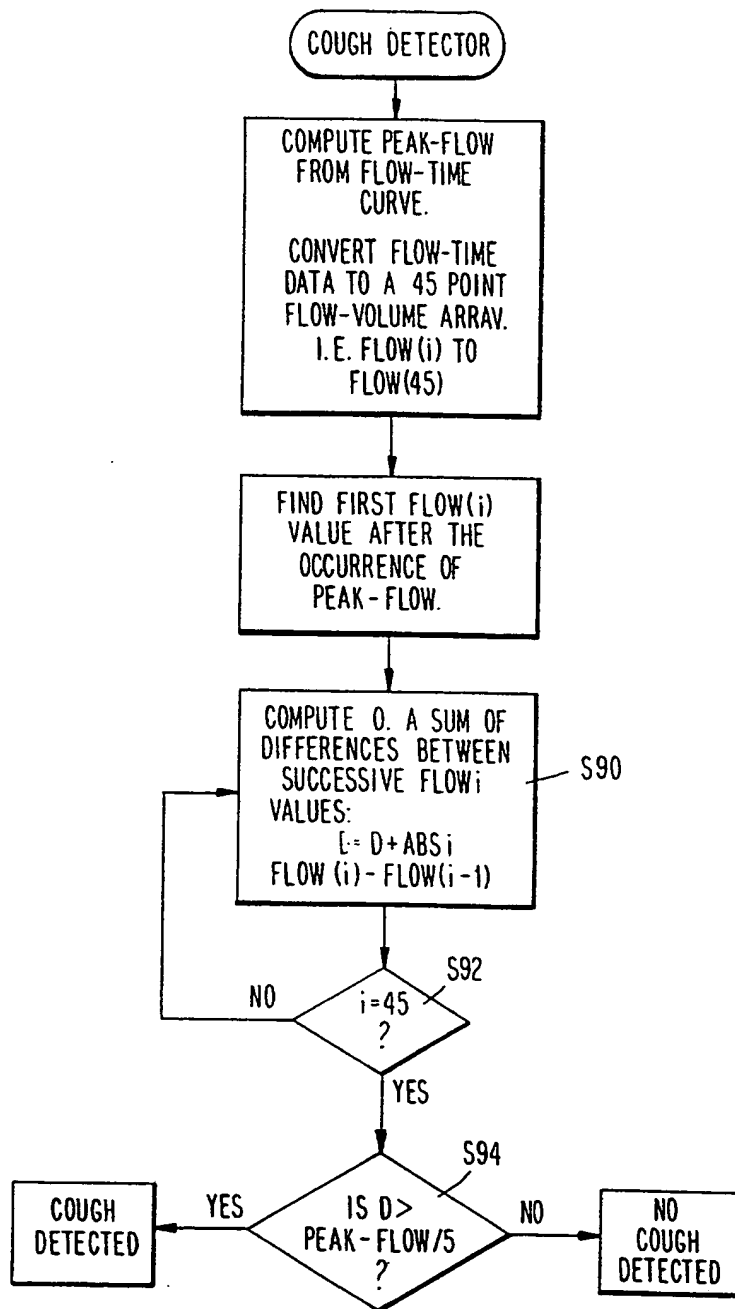 COUGH DETECTOR
COMPUTE PEAK-FLOW
FROM FLOW-TIME
CURVE.
CONVERT FLOW-TIME
DATA TO A 45 POINT
FLOW-VOLUME ARRAV.
I.E. FLOW(i) TO
FLOW(45)
FIND FIRST FLOW(i)
VALUE AFTER THE
OCCURRENCE OF
PEAK-FLOW.
COMPUTE 0. A SUM OF
DIFFERENCES BETWEEN
SUCCESSIVE FLOWi
VALUES:
[:= D+ABSi
FLOW (i)-FLOW(i-1)
S90
S92
NO
i=45
?
YES
S94
IS D>
PEAK-FLOW/5
?
YES
COUGH
DETECTED
NO
NO
COUGH
DETECTED